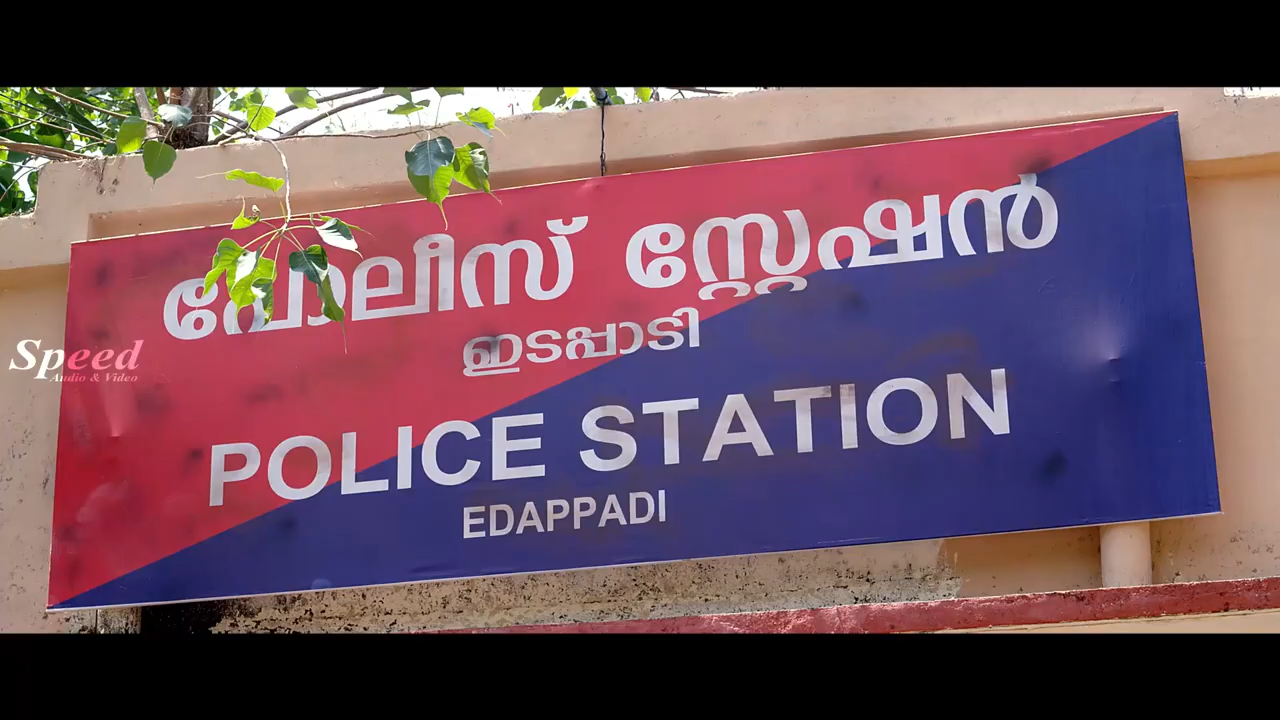 പോലീസ് സ്റ്റേഷൻ
ഇടപ്പാടി
POLICE STATION
EDAPPADI
Speed
Audio & Video